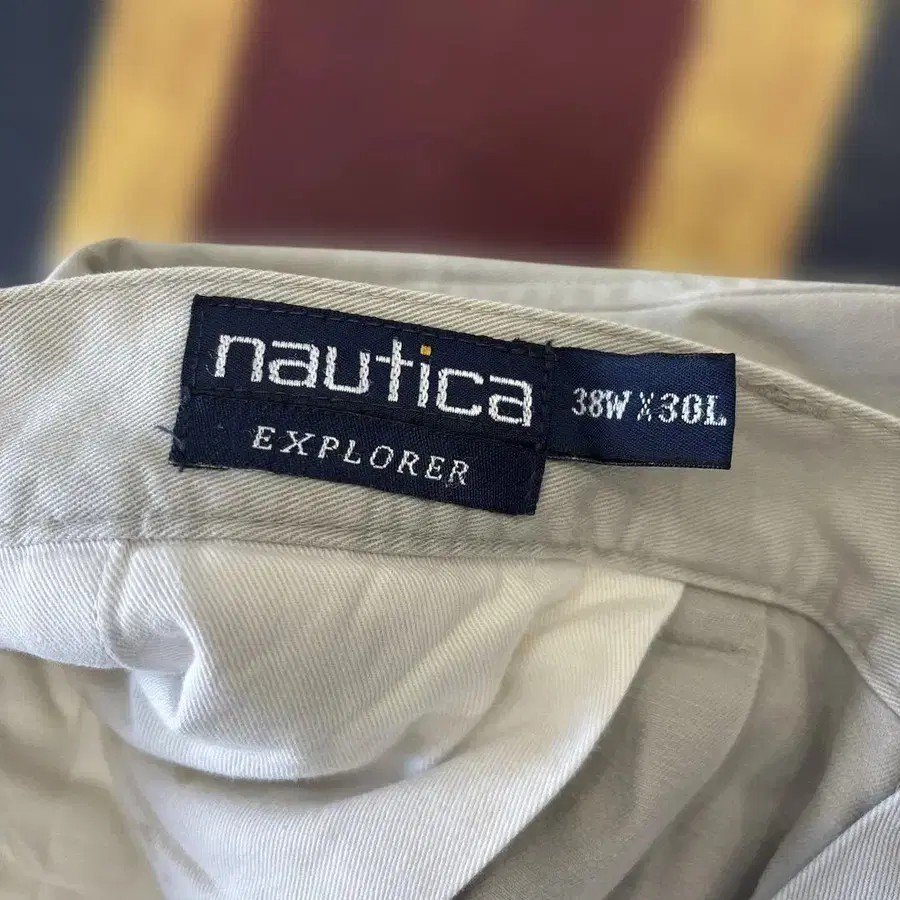 nautica
EXPLORER
38W X 30L